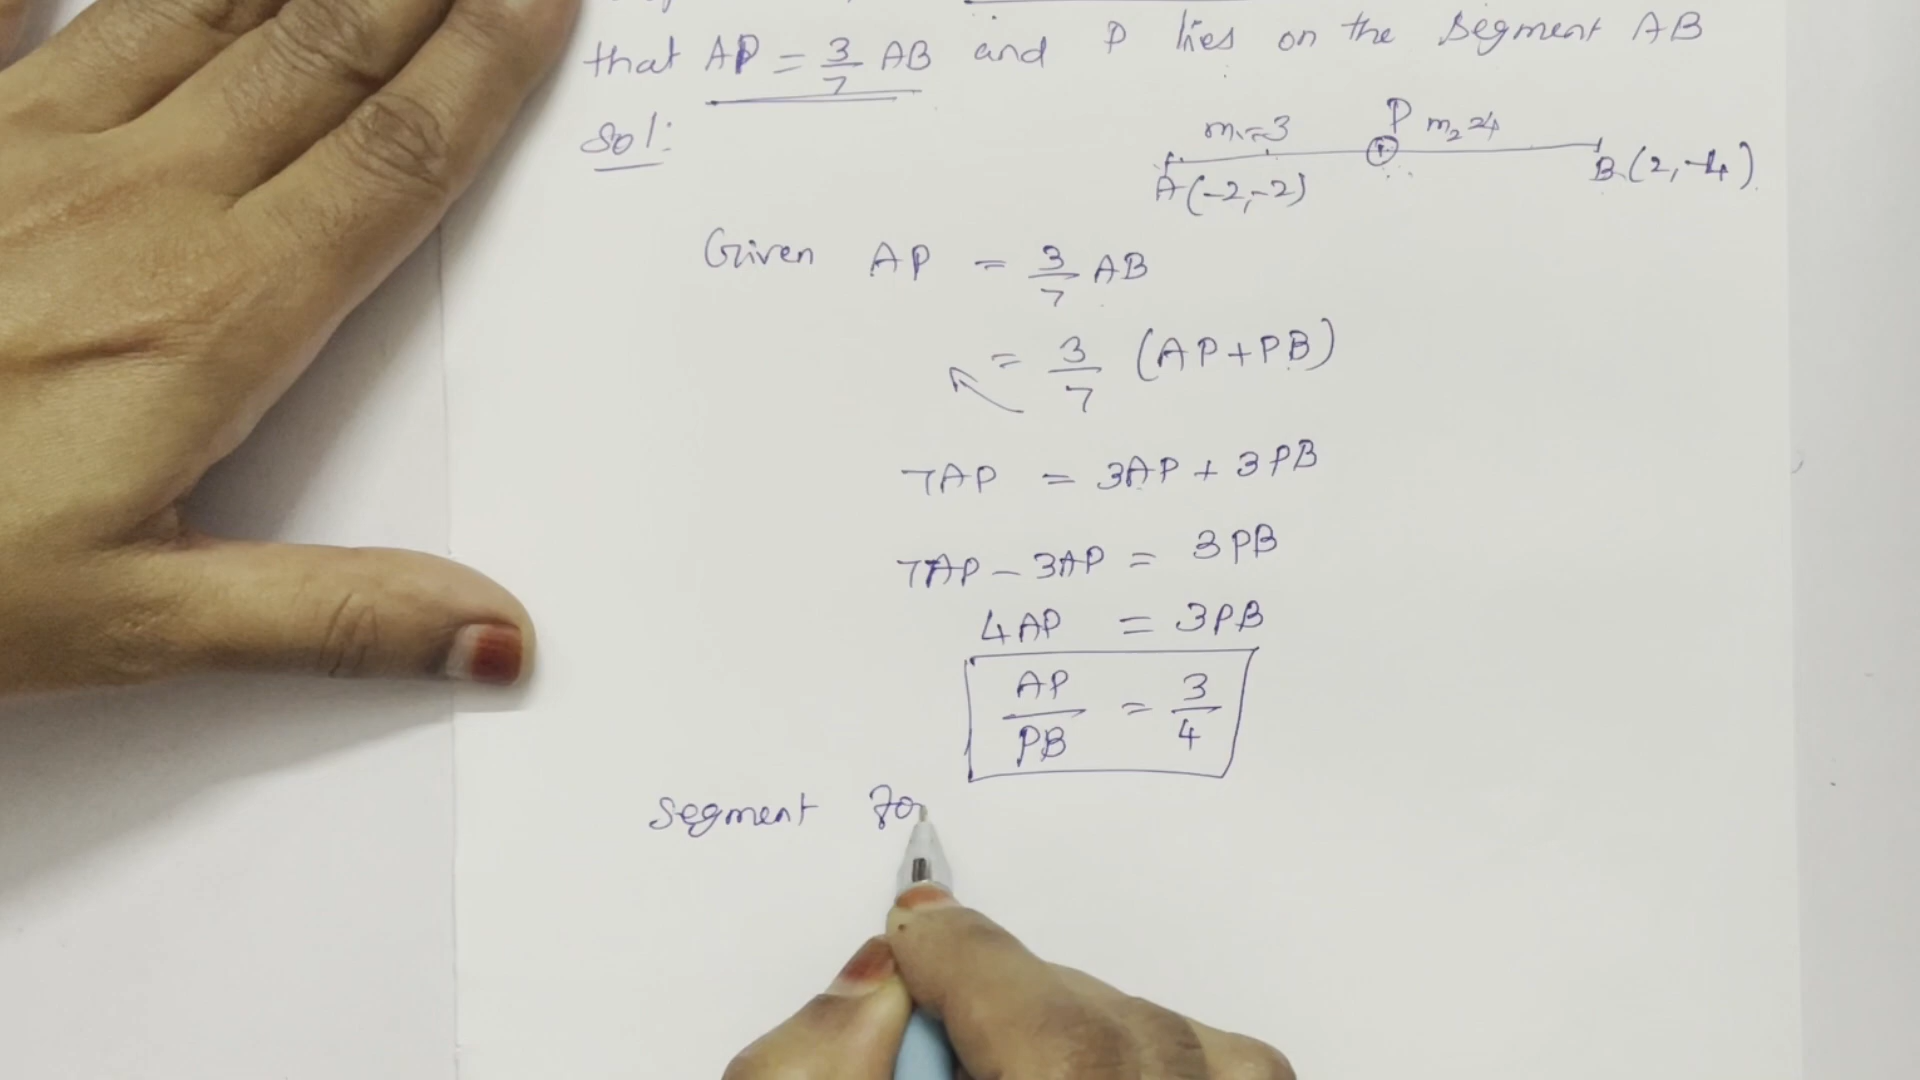 that AP = 3/7 AB and P lies on the segment AB
Sol:
m₁=3 P m₂=4
A(-2,-2) B(2,-4)
Given AP = 3/7 AB
= 3/7 (AP+PB)
7AP = 3AP + 3PB
7AP - 3AP = 3PB
4AP = 3PB
AP/PB = 3/4
Segment for